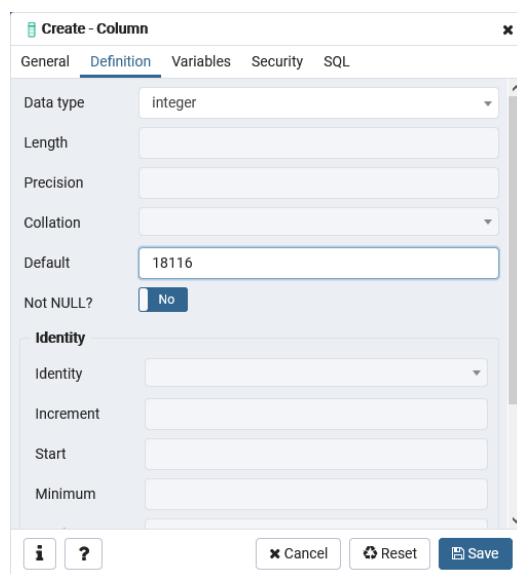 Create - Column
General Definition Variables Security SQL
Data type integer
Length
Precision
Collation
Default 18116
Not NULL? No
Identity
Identity
Increment
Start
Minimum
i ? Cancel Reset Save